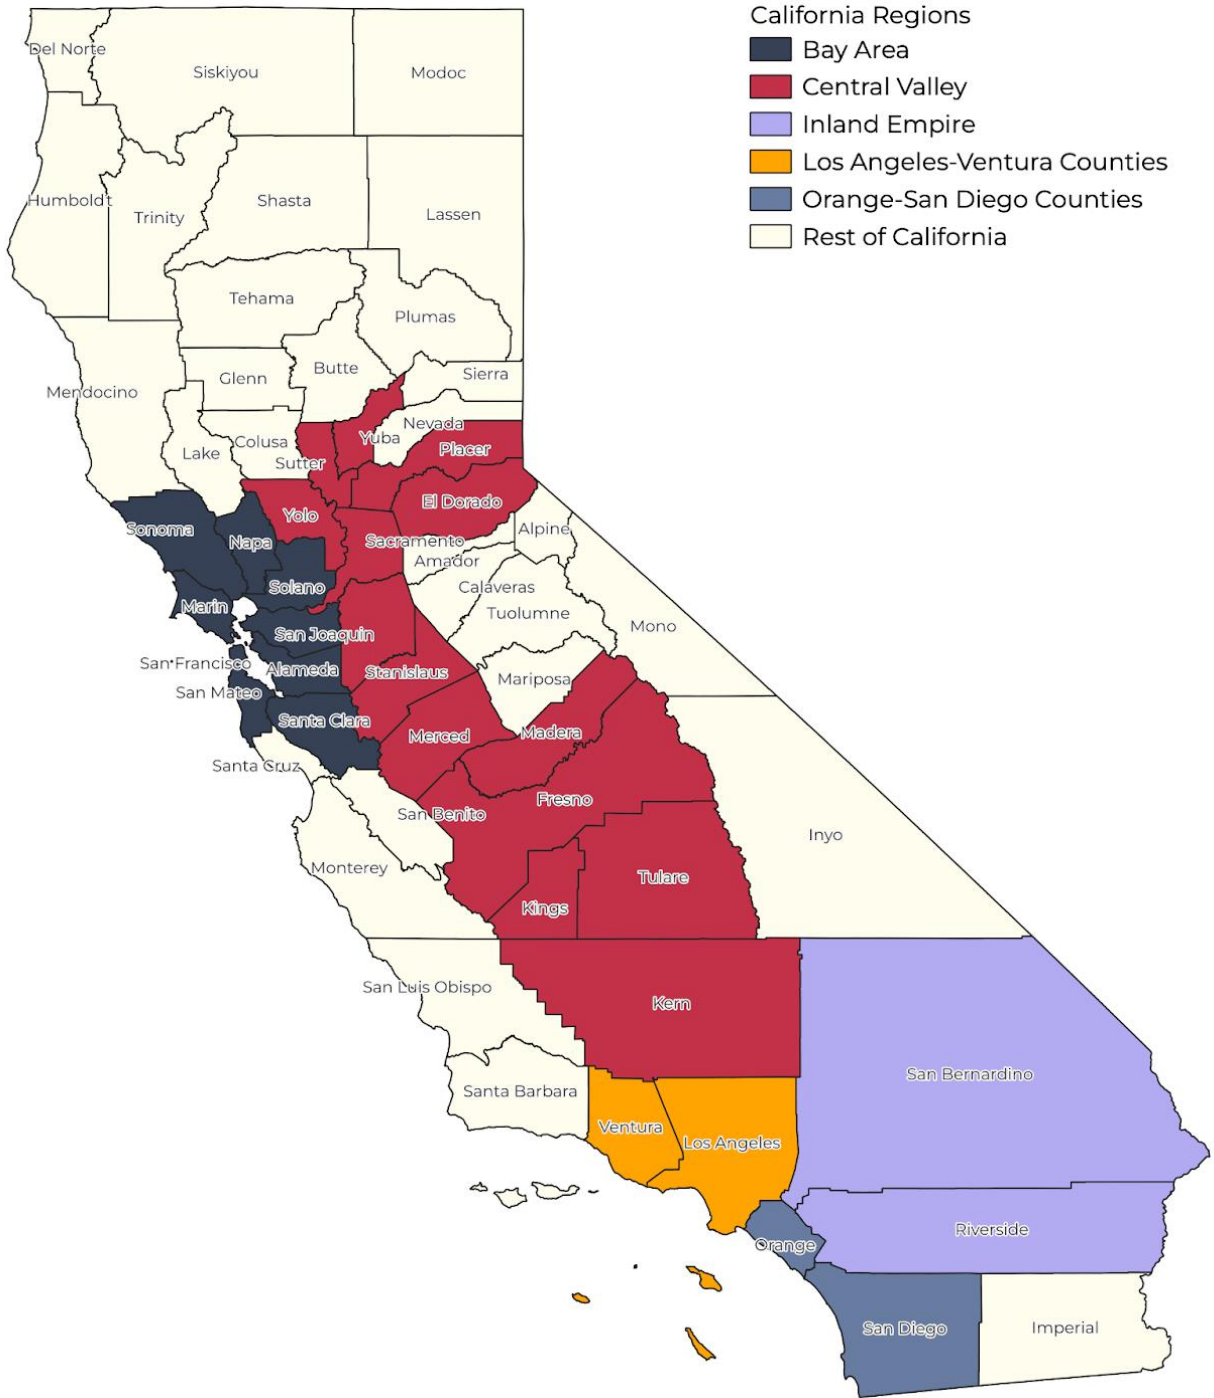 California Regions
Bay Area
Central Valley
Inland Empire
Los Angeles-Ventura Counties
Orange-San Diego Counties
Rest of California
Del Norte
Siskiyou
Modoc
Humboldt
Trinity
Shasta
Lassen
Tehama
Plumas
Mendocino
Glenn
Butte
Sierra
Lake
Colusa
Sutter
Yuba
Nevada
Placer
Sonoma
Napa
Yolo
El Dorado
Sacramento
Alpine
Amador
Solano
Calaveras
Marin
Tuolumne
San Joaquin
Mono
San Francisco
Alameda
Stanislaus
Mariposa
San Mateo
Santa Clara
Merced
Madera
Santa Cruz
San Benito
Fresno
Inyo
Monterey
Tulare
Kings
San Luis Obispo
Kern
San Bernardino
Santa Barbara
Ventura
Los Angeles
Riverside
Orange
San Diego
Imperial